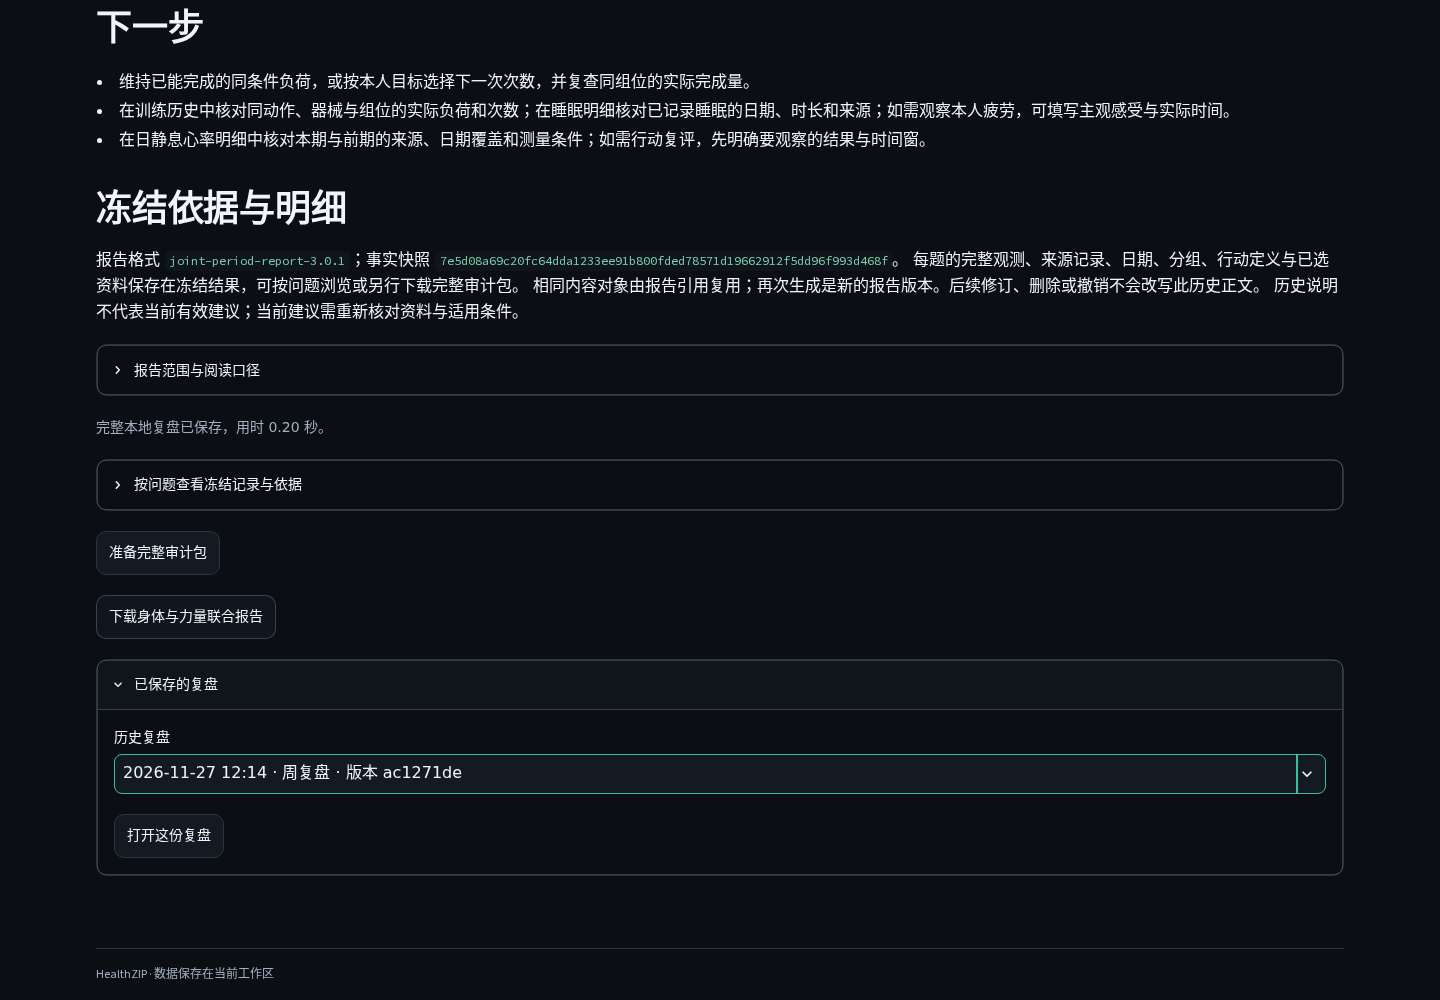 下一步
维持已能完成的同条件负荷，或按本人目标选择下一次次数，并复查同组位的实际完成量。
在训练历史中核对同动作、器械与组位的实际负荷和次数；在睡眠明细核对已记录睡眠的日期、时长和来源；如需观察本人疲劳，可填写主观感受与实际时间。
在日静息心率明细中核对本期与前期的来源、日期覆盖和测量条件；如需行动复评，先明确要观察的结果与时间窗。
冻结依据与明细
报告格式 joint-period-report-3.0.1；事实快照 7e5d08a69c20fc64dda1233ee91b800fded78571d19662912f5dd96f993d468f。 每题的完整观测、来源记录、日期、分组、行动定义与已选
资料保存在冻结结果，可按问题浏览或另行下载完整审计包。 相同内容对象由报告引用复用；再次生成是新的报告版本。后续修订、删除或撤销不会改写此历史正文。 历史说明
不代表当前有效建议；当前建议需重新核对资料与适用条件。
报告范围与阅读口径
完整本地复盘已保存，用时 0.20 秒。
按问题查看冻结记录与依据
准备完整审计包
下载身体与力量联合报告
已保存的复盘
历史复盘
2026-11-27 12:14 · 周复盘 · 版本 ac1271de
打开这份复盘
HealthZIP · 数据保存在当前工作区